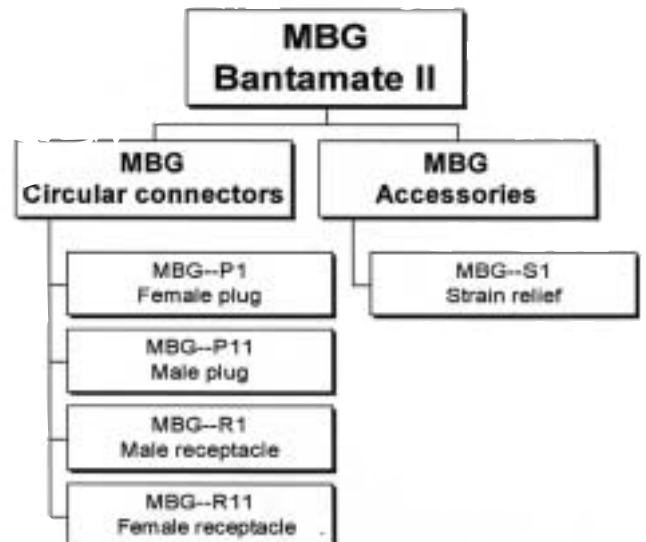 MBG
Bantamate II
MBG
Circular connectors
MBG
Accessories
MBG--P1
Female plug
MBG--P11
Male plug
MBG--R1
Male receptacle
MBG--R11
Female receptacle
MBG--S1
Strain relief